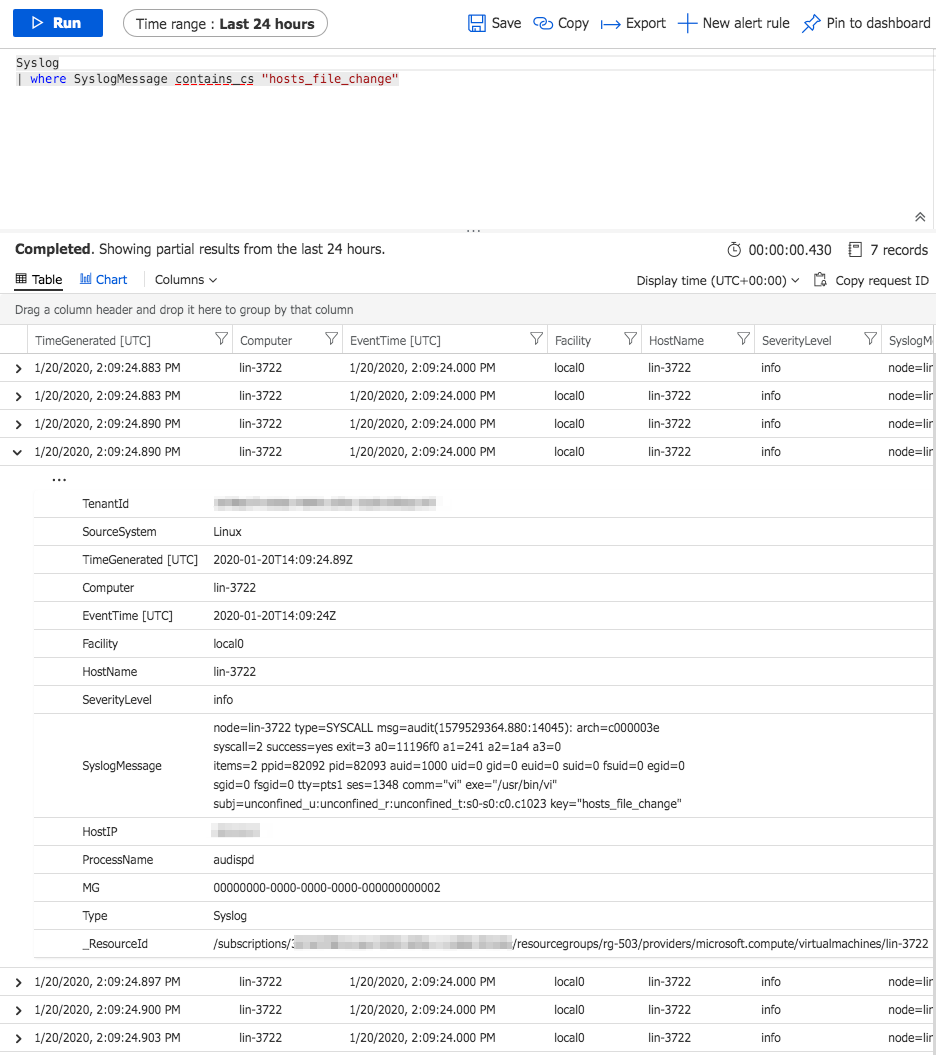 Run
Time range : Last 24 hours
Save
Copy
Export
New alert rule
Pin to dashboard
Syslog
| where SyslogMessage contains_cs "hosts_file_change"
...
Completed. Showing partial results from the last 24 hours.
00:00:00.430
7 records
Table
Chart
Columns
Display time (UTC+00:00)
Copy request ID
Drag a column header and drop it here to group by that column
TimeGenerated [UTC] Computer EventTime [UTC] Facility HostName SeverityLevel SyslogM
1/20/2020, 2:09:24.883 PM lin-3722 1/20/2020, 2:09:24.000 PM local0 lin-3722 info node=lin
1/20/2020, 2:09:24.883 PM lin-3722 1/20/2020, 2:09:24.000 PM local0 lin-3722 info node=lin
1/20/2020, 2:09:24.890 PM lin-3722 1/20/2020, 2:09:24.000 PM local0 lin-3722 info node=lin
1/20/2020, 2:09:24.890 PM lin-3722 1/20/2020, 2:09:24.000 PM local0 lin-3722 info node=lin
...
TenantId
SourceSystem Linux
TimeGenerated [UTC] 2020-01-20T14:09:24.89Z
Computer lin-3722
EventTime [UTC] 2020-01-20T14:09:24Z
Facility local0
HostName lin-3722
SeverityLevel info
SyslogMessage
node=lin-3722 type=SYSCALL msg=audit(1579529364.880:14045): arch=c000003e
syscall=2 success=yes exit=3 a0=11196f0 a1=241 a2=1a4 a3=0
items=2 ppid=82092 pid=82093 auid=1000 uid=0 gid=0 euid=0 suid=0 fsuid=0 egid=0
sgid=0 fsgid=0 tty=pts1 ses=1348 comm="vi" exe="/usr/bin/vi"
subj=unconfined_u:unconfined_r:unconfined_t:s0-s0:c0.c1023 key="hosts_file_change"
HostIP
ProcessName audispd
MG 00000000-0000-0000-0000-000000000002
Type Syslog
_ResourceId /subscriptions/ /resourcegroups/rg-503/providers/microsoft.compute/virtualmachines/lin-3722
1/20/2020, 2:09:24.897 PM lin-3722 1/20/2020, 2:09:24.000 PM local0 lin-3722 info node=lin
1/20/2020, 2:09:24.900 PM lin-3722 1/20/2020, 2:09:24.000 PM local0 lin-3722 info node=lin
1/20/2020, 2:09:24.903 PM lin-3722 1/20/2020, 2:09:24.000 PM local0 lin-3722 info node=lin